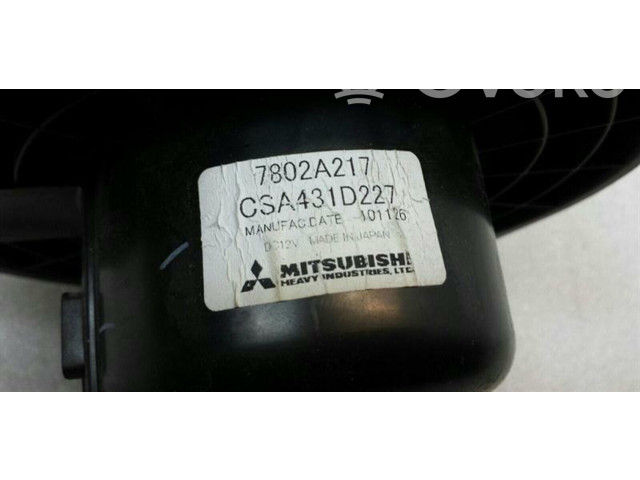 7802A217
CSA431D227
MANUFAC.DATE 101126
DC12V MADE IN JAPAN
MITSUBISHI
HEAVY INDUSTRIES, LTD.